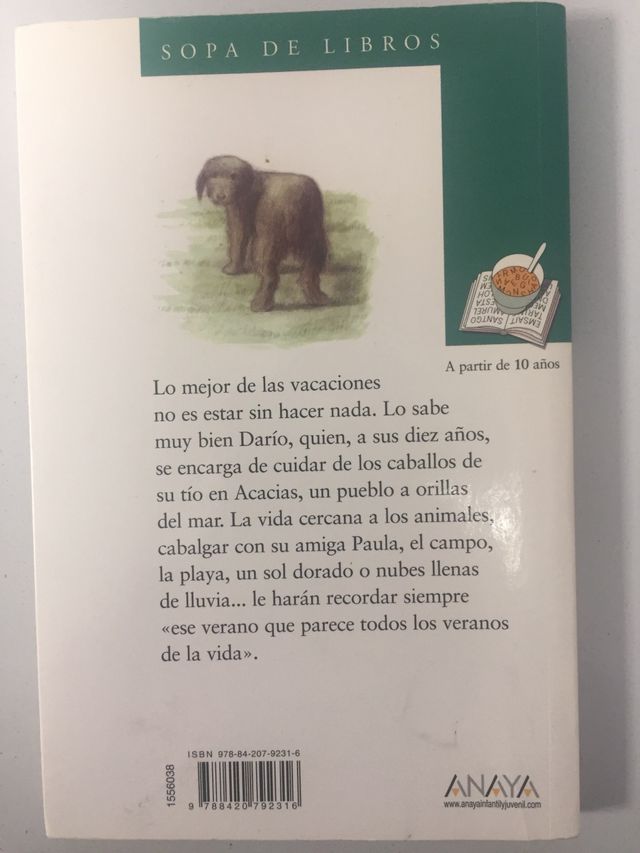 SOPA DE LIBROS
A partir de 10 años
Lo mejor de las vacaciones
no es estar sin hacer nada. Lo sabe
muy bien Darío, quien, a sus diez años,
se encarga de cuidar de los caballos de
su tío en Acacias, un pueblo a orillas
del mar. La vida cercana a los animales,
cabalgar con su amiga Paula, el campo,
la playa, un sol dorado o nubes llenas
de lluvia... le harán recordar siempre
«ese verano que parece todos los veranos
de la vida».
ISBN 978-84-207-9231-6
1556038
9 788420 792316
ANAYA
www.anayainfantilyjuvenil.com